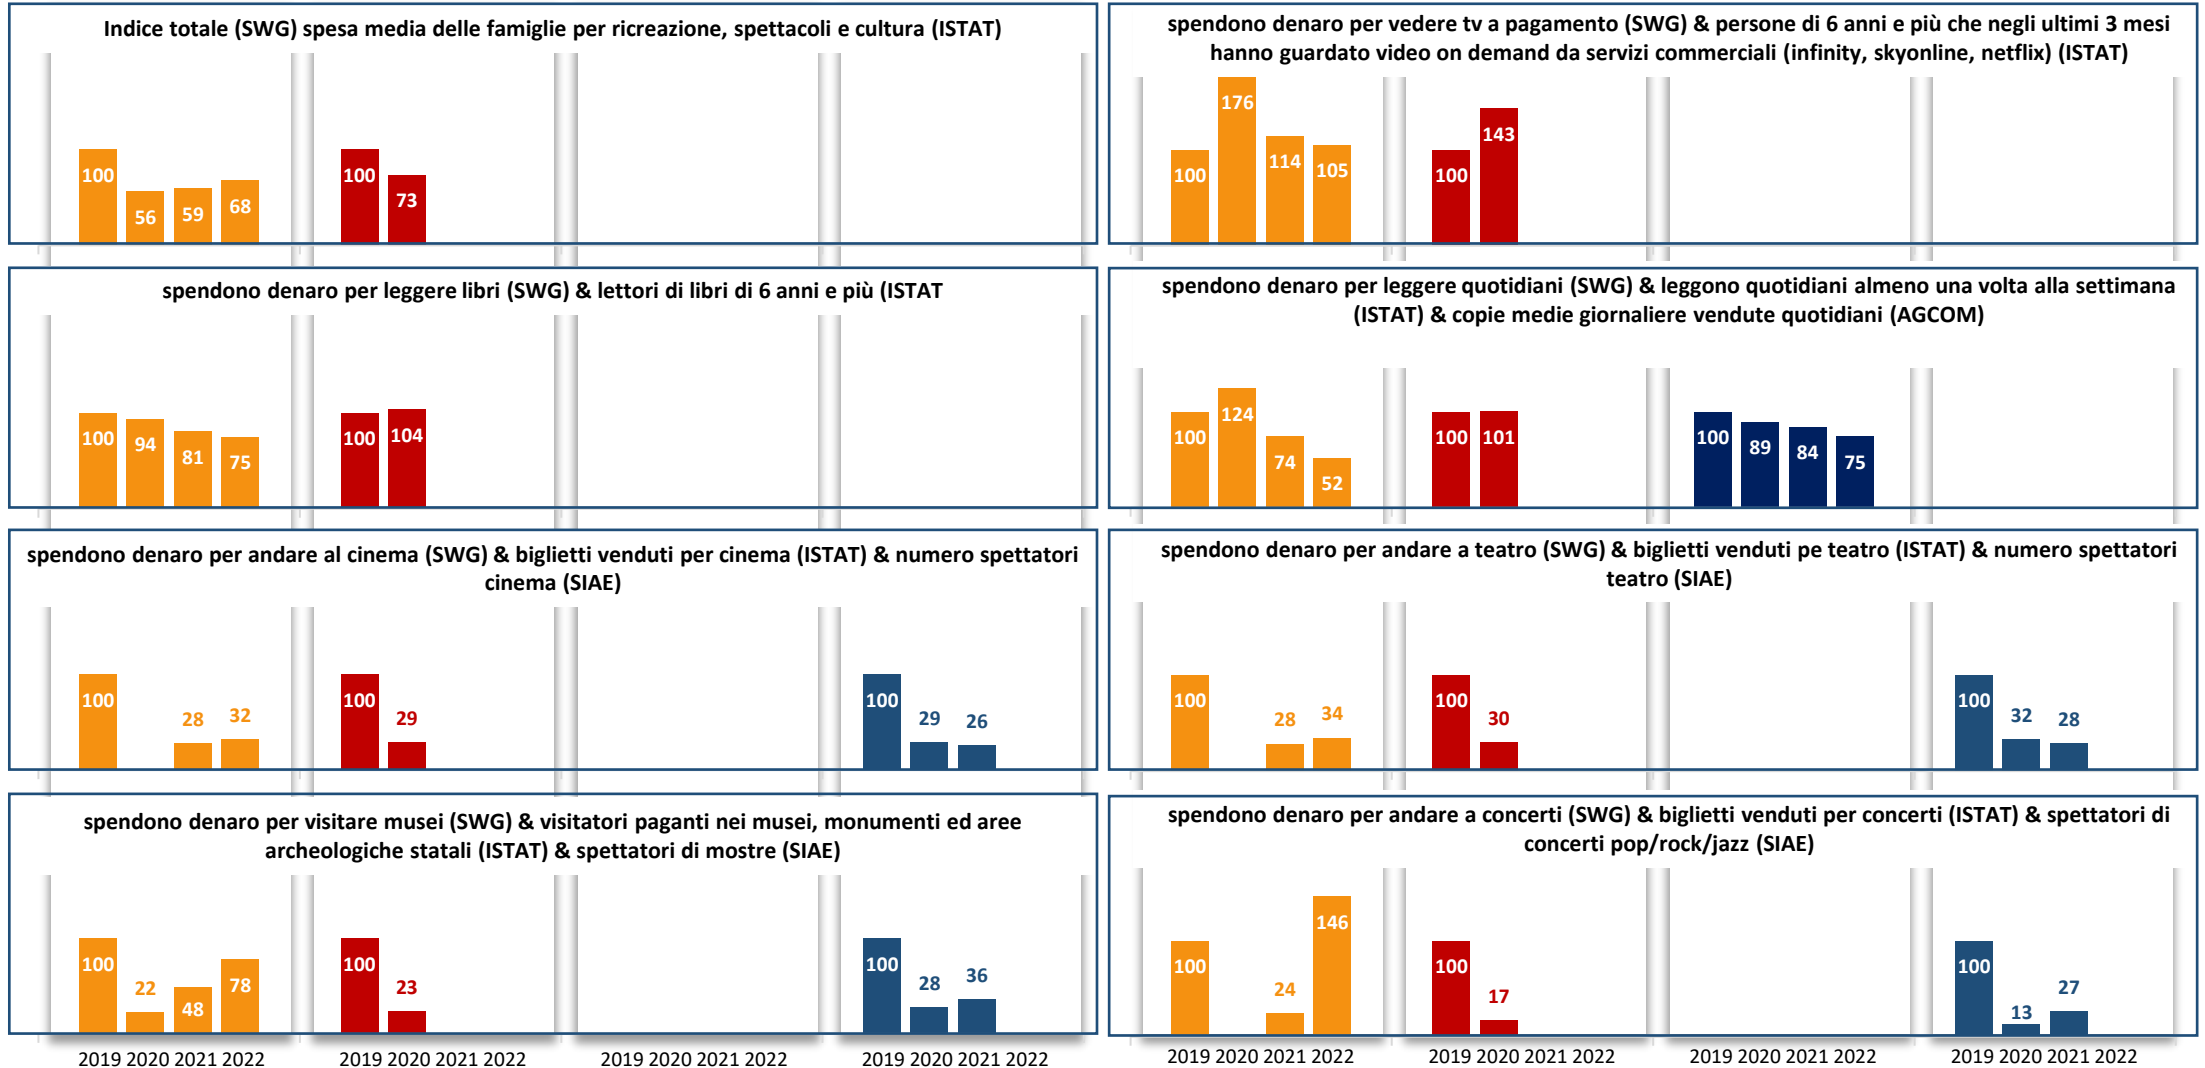 Indice totale (SWG) spesa media delle famiglie per ricreazione, spettacoli e cultura (ISTAT)
100
56
59
68
100
73
spendono denaro per vedere tv a pagamento (SWG) & persone di 6 anni e più che negli ultimi 3 mesi
hanno guardato video on demand da servizi commerciali (infinity, skyonline, netflix) (ISTAT)
100
176
114
105
100
143
spendono denaro per leggere libri (SWG) & lettori di libri di 6 anni e più (ISTAT
100
94
81
75
100
104
spendono denaro per leggere quotidiani (SWG) & leggono quotidiani almeno una volta alla settimana
(ISTAT) & copie medie giornaliere vendute quotidiani (AGCOM)
100
124
74
52
100
101
100
89
84
75
spendono denaro per andare al cinema (SWG) & biglietti venduti per cinema (ISTAT) & numero spettatori
cinema (SIAE)
100
28
32
100
29
100
29
26
spendono denaro per andare a teatro (SWG) & biglietti venduti pe teatro (ISTAT) & numero spettatori
teatro (SIAE)
100
28
34
100
30
100
32
28
spendono denaro per visitare musei (SWG) & visitatori paganti nei musei, monumenti ed aree
archeologiche statali (ISTAT) & spettatori di mostre (SIAE)
100
22
48
78
100
23
100
28
36
2019 2020 2021 2022
2019 2020 2021 2022
2019 2020 2021 2022
2019 2020 2021 2022
spendono denaro per andare a concerti (SWG) & biglietti venduti per concerti (ISTAT) & spettatori di
concerti pop/rock/jazz (SIAE)
100
24
146
100
17
100
13
27
2019 2020 2021 2022
2019 2020 2021 2022
2019 2020 2021 2022
2019 2020 2021 2022